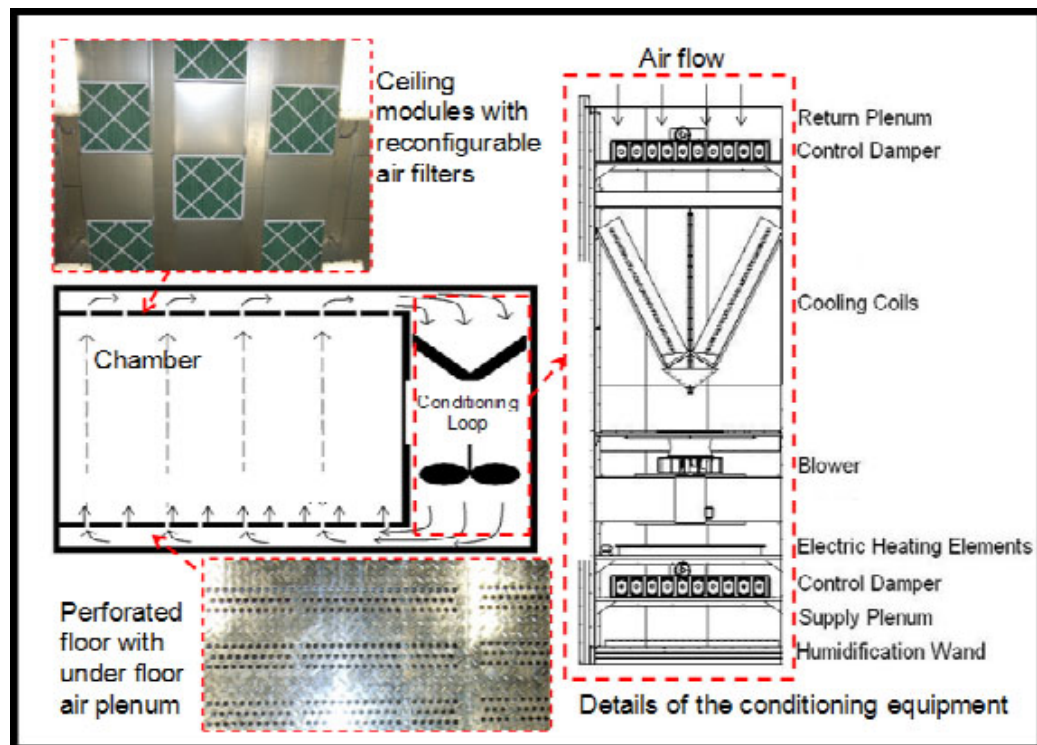 Ceiling
modules with
reconfigurable
air filters
Air flow
Return Plenum
Control Damper
Cooling Coils
Blower
Electric Heating Elements
Control Damper
Supply Plenum
Humidification Wand
Chamber
Conditioning
Loop
Perforated
floor with
under floor
air plenum
Details of the conditioning equipment